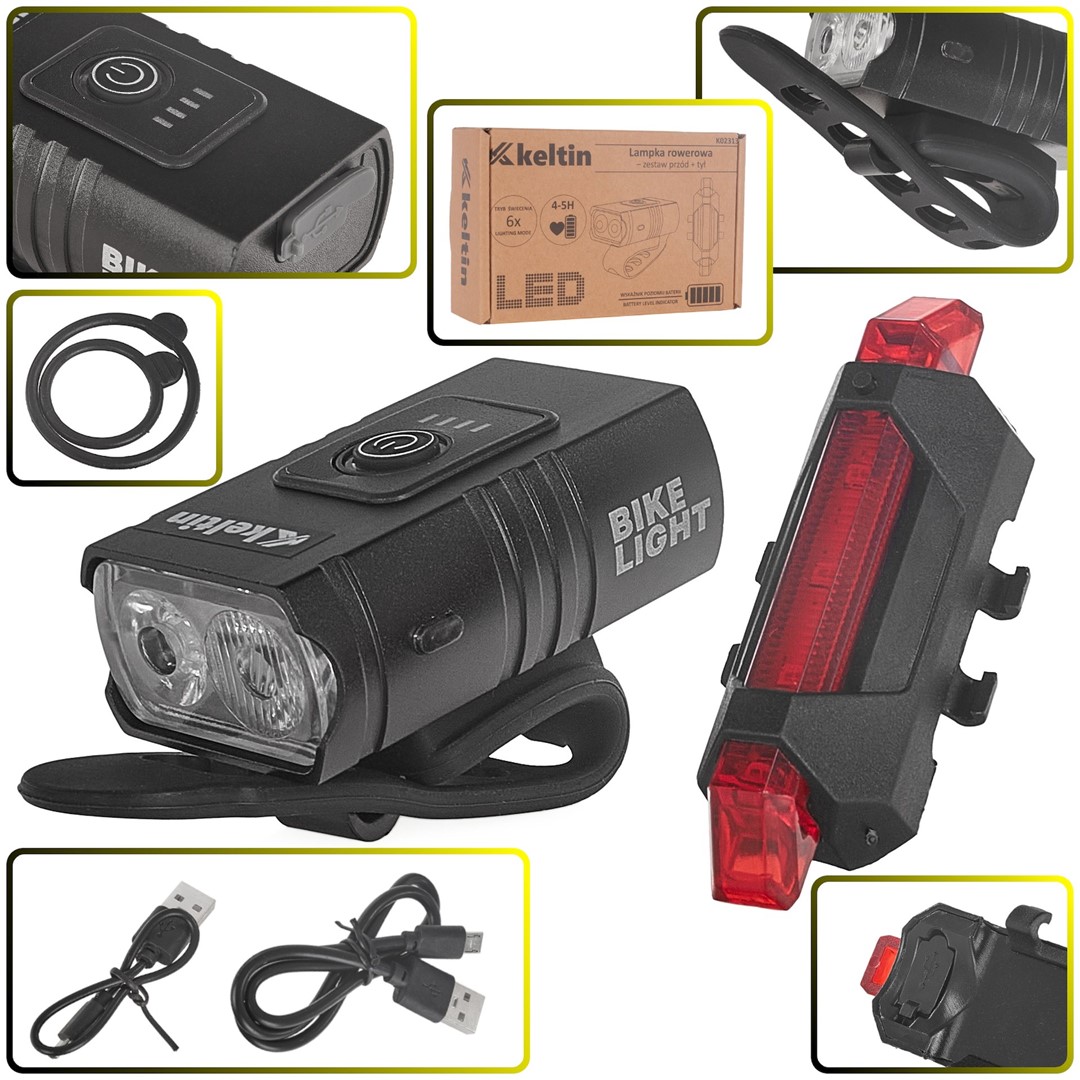 BIK
keltin
keltin
K02313
Lampka rowerowa
– zestaw przód + tył
TRYB ŚWIECENIA
6x
LIGHTING MODE
4-5H
LED
WSKAŹNIK POZIOMU BATERII
BATTERY LEVEL INDICATOR
keltin
BIKE
LIGHT